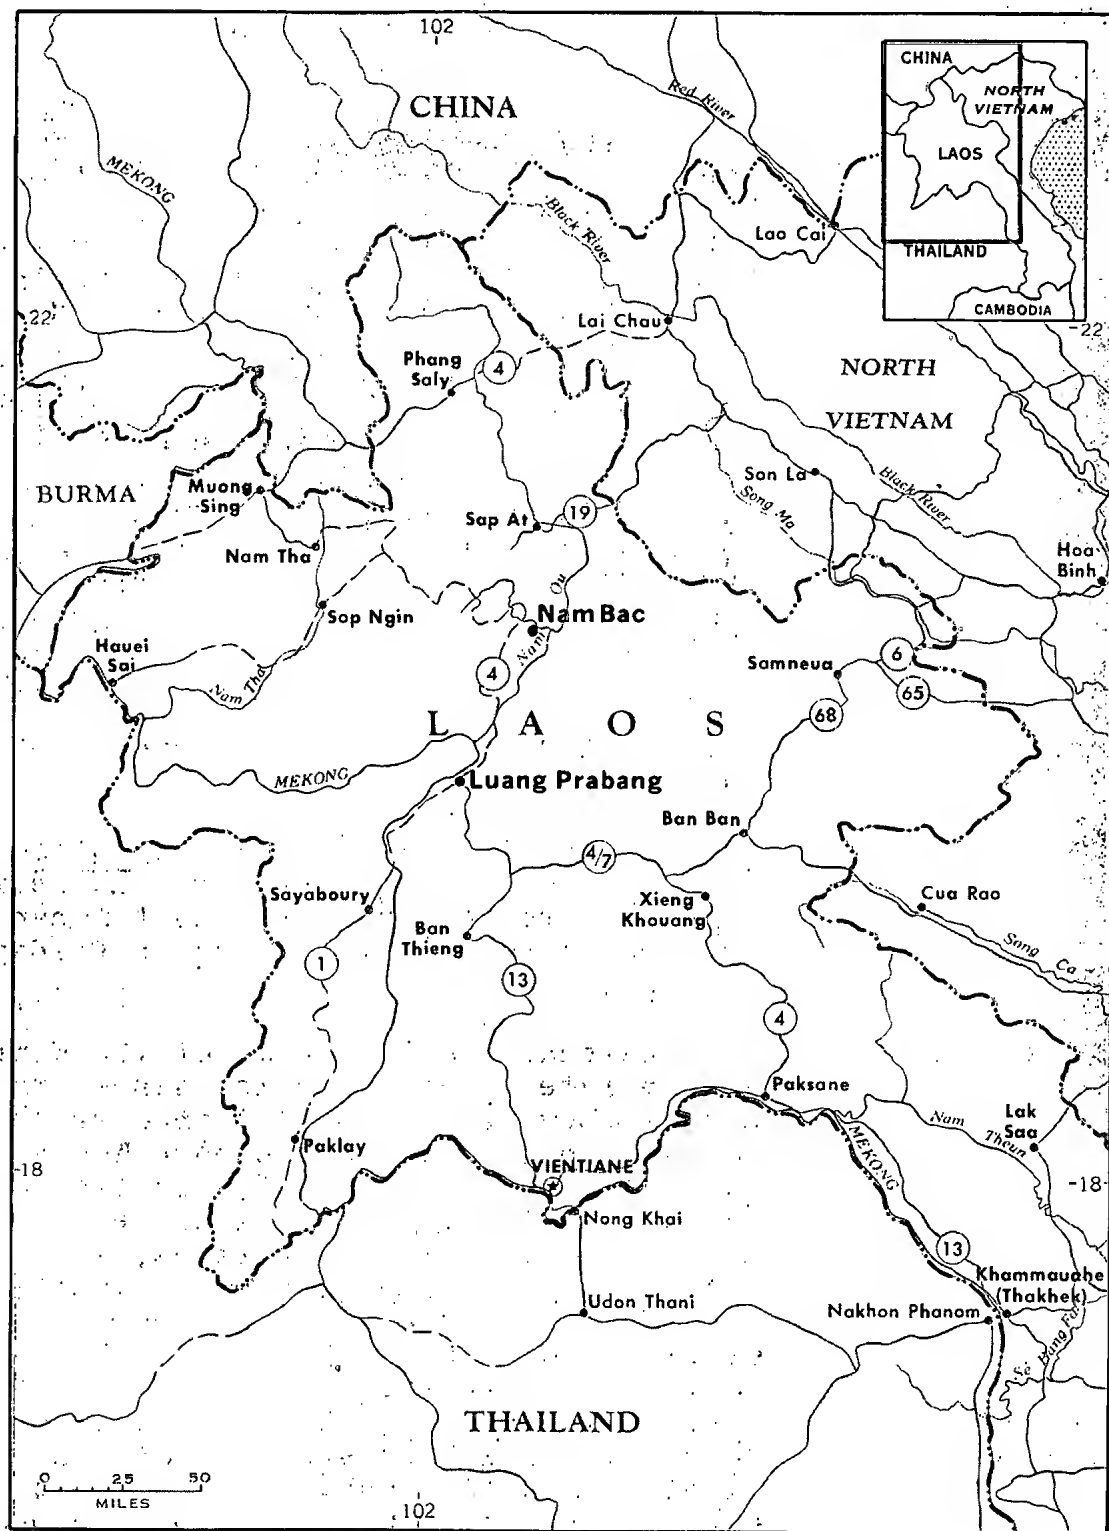 102
CHINA
Red River
MEKONG
CHINA
NORTH
VIETNAM
LAOS
THAILAND
CAMBODIA
Black River
Lao Cai
22
Lai Chau
22
Phang
Saly
4
NORTH
VIETNAM
BURMA
Muong
Sing
Son La
Black River
Song Ma
Sap At
19
Nam Tha
Hoa
Binh
Sop Ngin
Nam Bac
Nam Ou
Hauei
Sai
Nam Tha
4
Samneua
6
65
68
LAOS
MEKONG
Luang Prabang
Ban Ban
4/7
Sayaboury
Xieng
Khouang
Cua Rao
Ban
Thieng
Song Ca
1
13
4
Paksane
Nam Theun
Lak
Saa
MEKONG
Paklay
18
VIENTIANE
18
Nong Khai
13
Khammouane
(Thakhek)
Udon Thani
Nakhon Phanom
Se Bang Fai
THAILAND
0 25 50
MILES
102